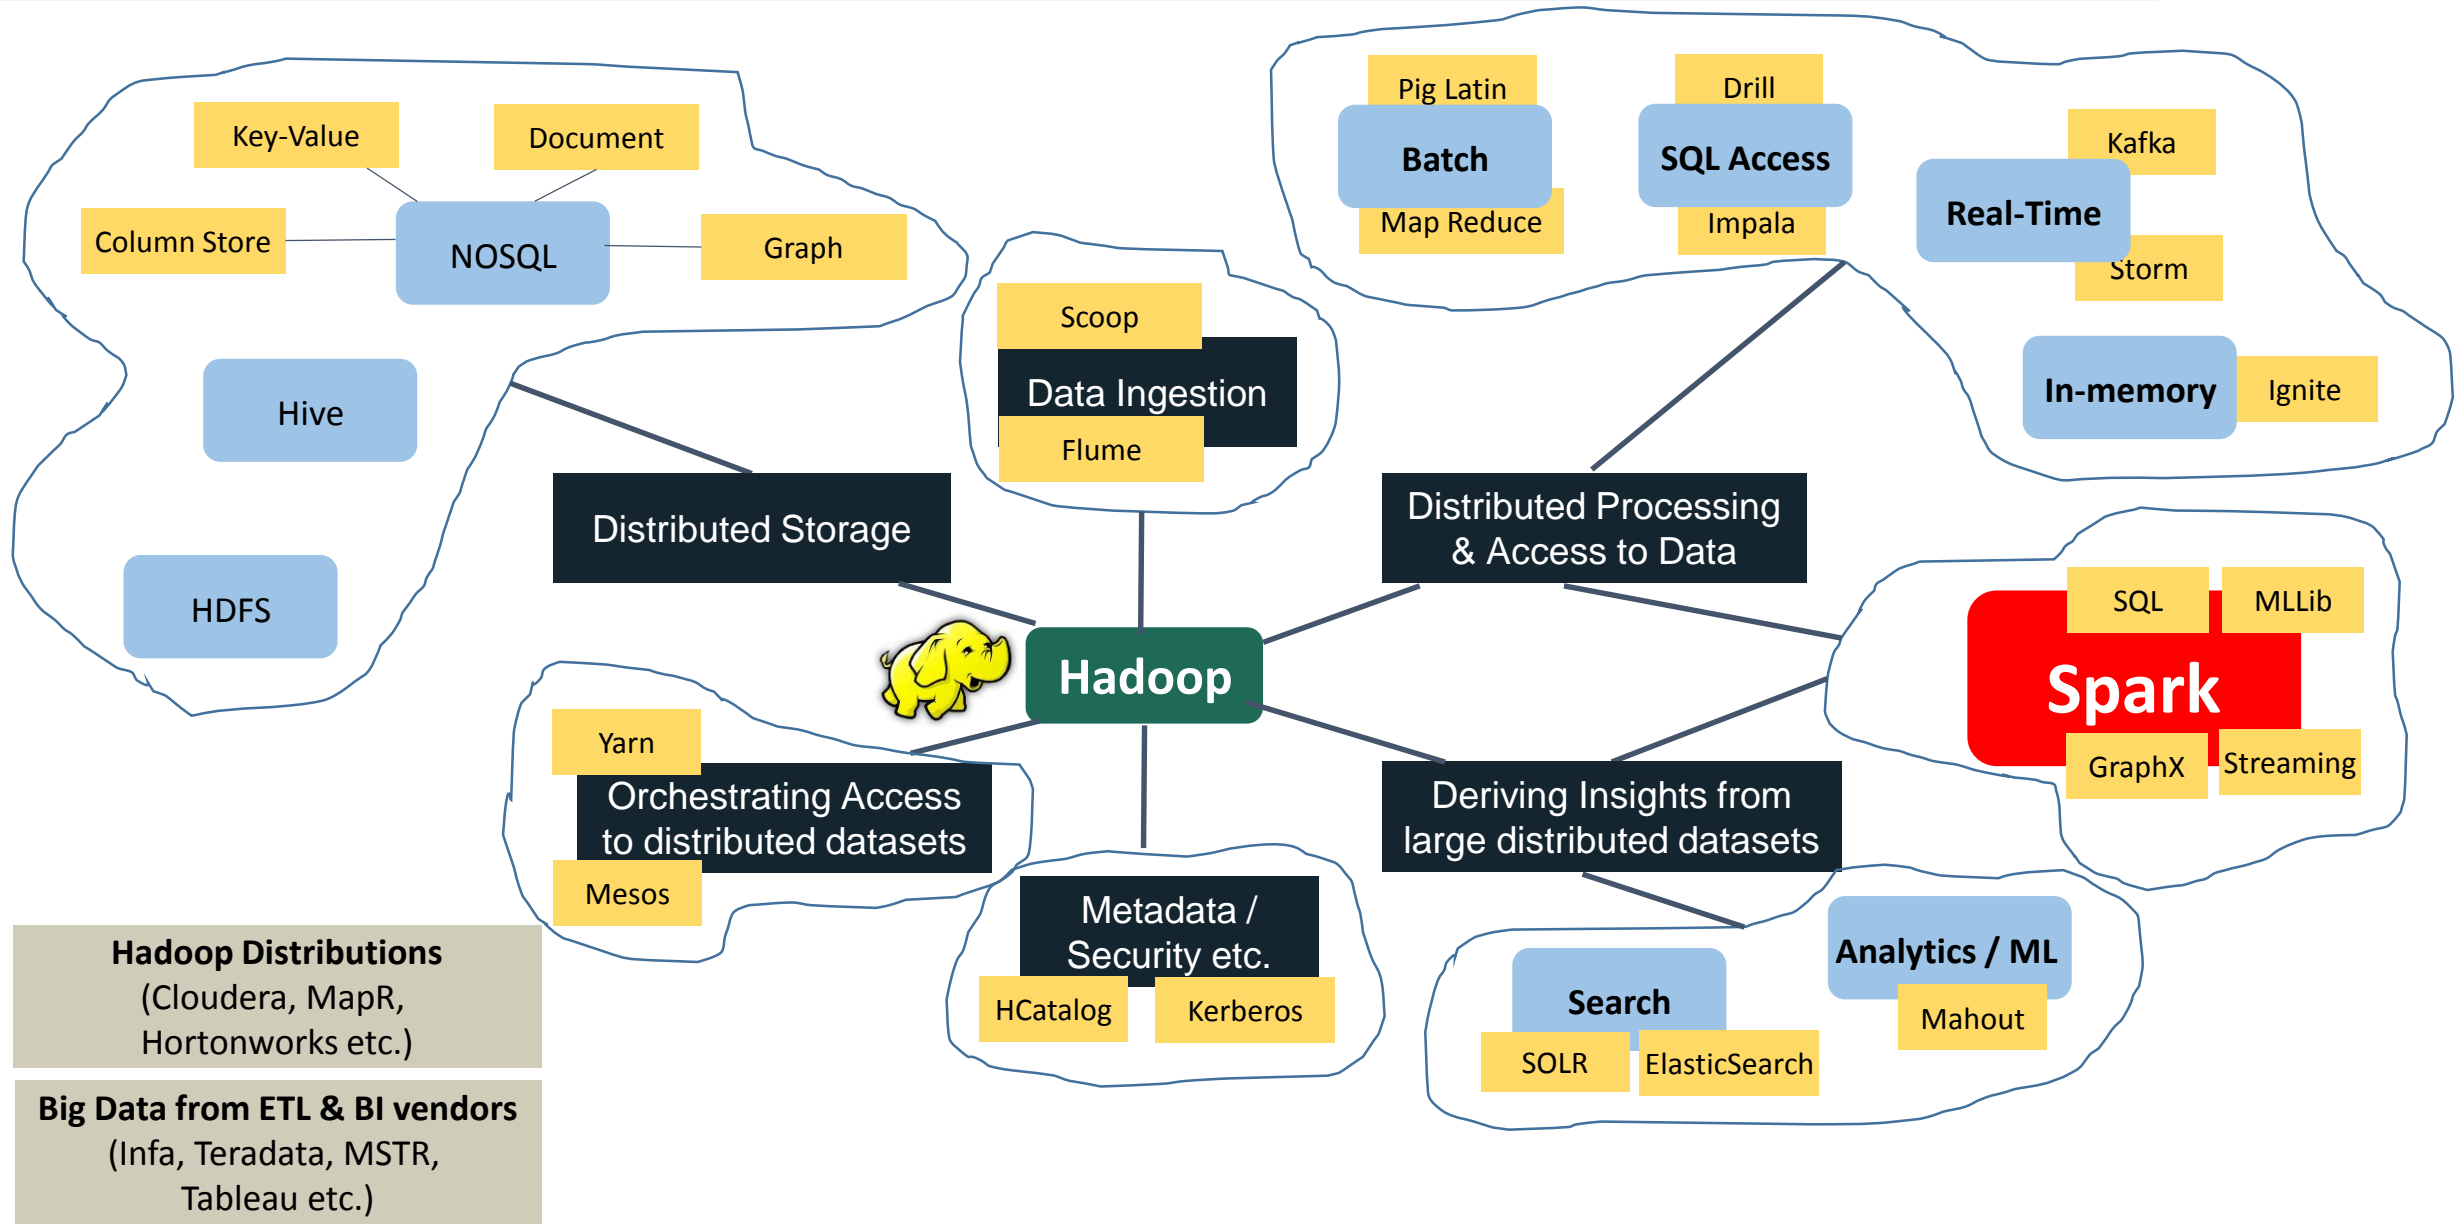 Key-Value
Document
Column Store
NOSQL
Graph
Hive
HDFS
Scoop
Data Ingestion
Flume
Pig Latin
Batch
Map Reduce
Drill
SQL Access
Impala
Kafka
Real-Time
Storm
In-memory
Ignite
Distributed Storage
Distributed Processing
& Access to Data
Hadoop
SQL
MLLib
Spark
GraphX
Streaming
Yarn
Orchestrating Access
to distributed datasets
Mesos
Deriving Insights from
large distributed datasets
Metadata /
Security etc.
HCatalog
Kerberos
Search
SOLR
ElasticSearch
Analytics / ML
Mahout
Hadoop Distributions
(Cloudera, MapR,
Hortonworks etc.)
Big Data from ETL & BI vendors
(Infa, Teradata, MSTR,
Tableau etc.)